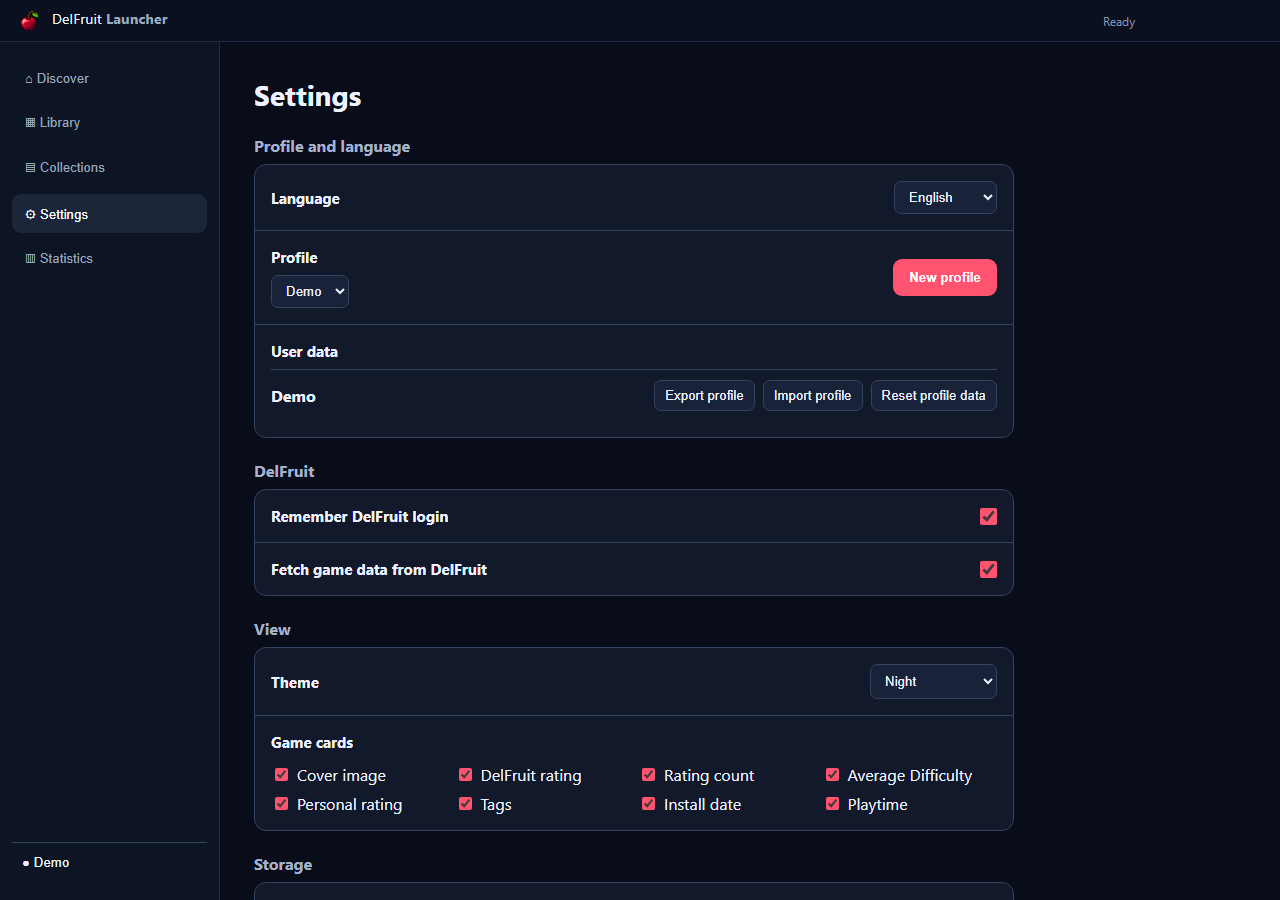 DelFruit Launcher
Ready
Discover
Library
Collections
Settings
Statistics
Demo
Settings
Profile and language
Language
English
Profile
Demo
New profile
User data
Demo
Export profile
Import profile
Reset profile data
DelFruit
Remember DelFruit login
Fetch game data from DelFruit
View
Theme
Night
Game cards
Cover image
DelFruit rating
Rating count
Average Difficulty
Personal rating
Tags
Install date
Playtime
Storage